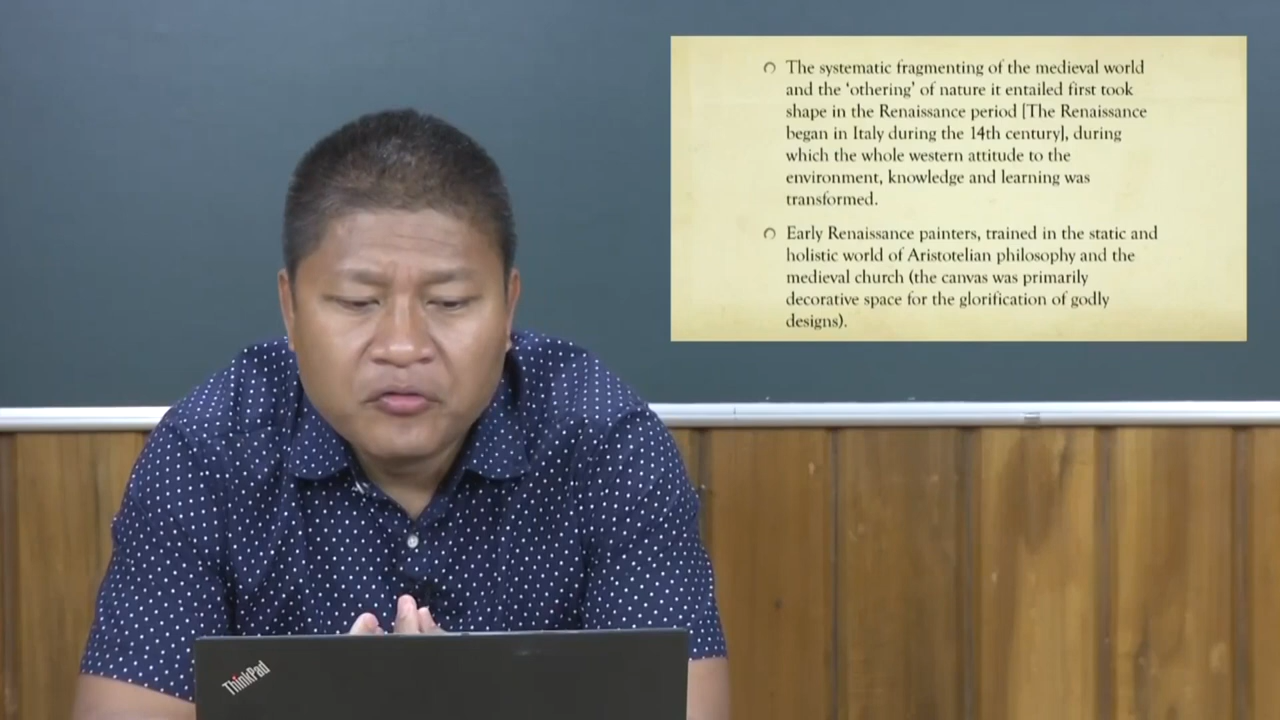 The systematic fragmenting of the medieval world
and the ‘othering’ of nature it entailed first took
shape in the Renaissance period [The Renaissance
began in Italy during the 14th century], during
which the whole western attitude to the
environment, knowledge and learning was
transformed.
Early Renaissance painters, trained in the static and
holistic world of Aristotelian philosophy and the
medieval church (the canvas was primarily
decorative space for the glorification of godly
designs).
ThinkPad